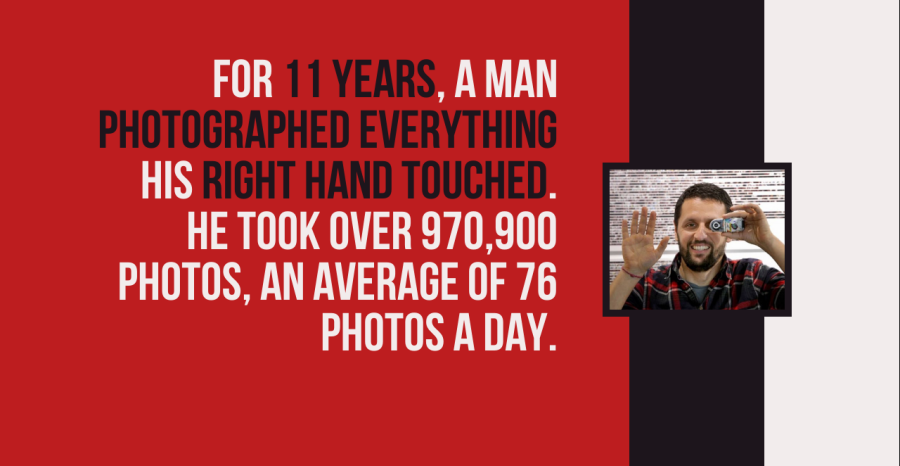 FOR 11 YEARS, A MAN
PHOTOGRAPHED EVERYTHING
HIS RIGHT HAND TOUCHED.
HE TOOK OVER 970,900
PHOTOS, AN AVERAGE OF 76
PHOTOS A DAY.